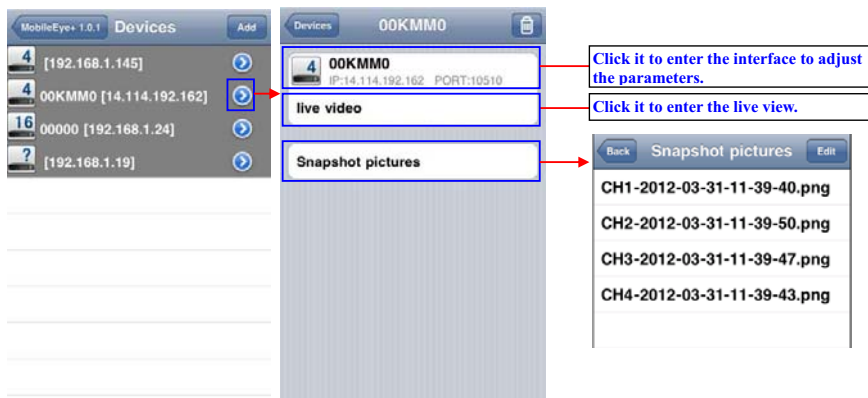 MobileEye+ 1.0.1 Devices Add
4 [192.168.1.145]
4 00KMM0 [14.114.192.162]
16 00000 [192.168.1.24]
? [192.168.1.19]
Devices 00KMM0
4 00KMM0
IP:14.114.192.162 PORT:10510
live video
Snapshot pictures
Click it to enter the interface to adjust
the parameters.
Click it to enter the live view.
Back Snapshot pictures Edit
CH1-2012-03-31-11-39-40.png
CH2-2012-03-31-11-39-50.png
CH3-2012-03-31-11-39-47.png
CH4-2012-03-31-11-39-43.png